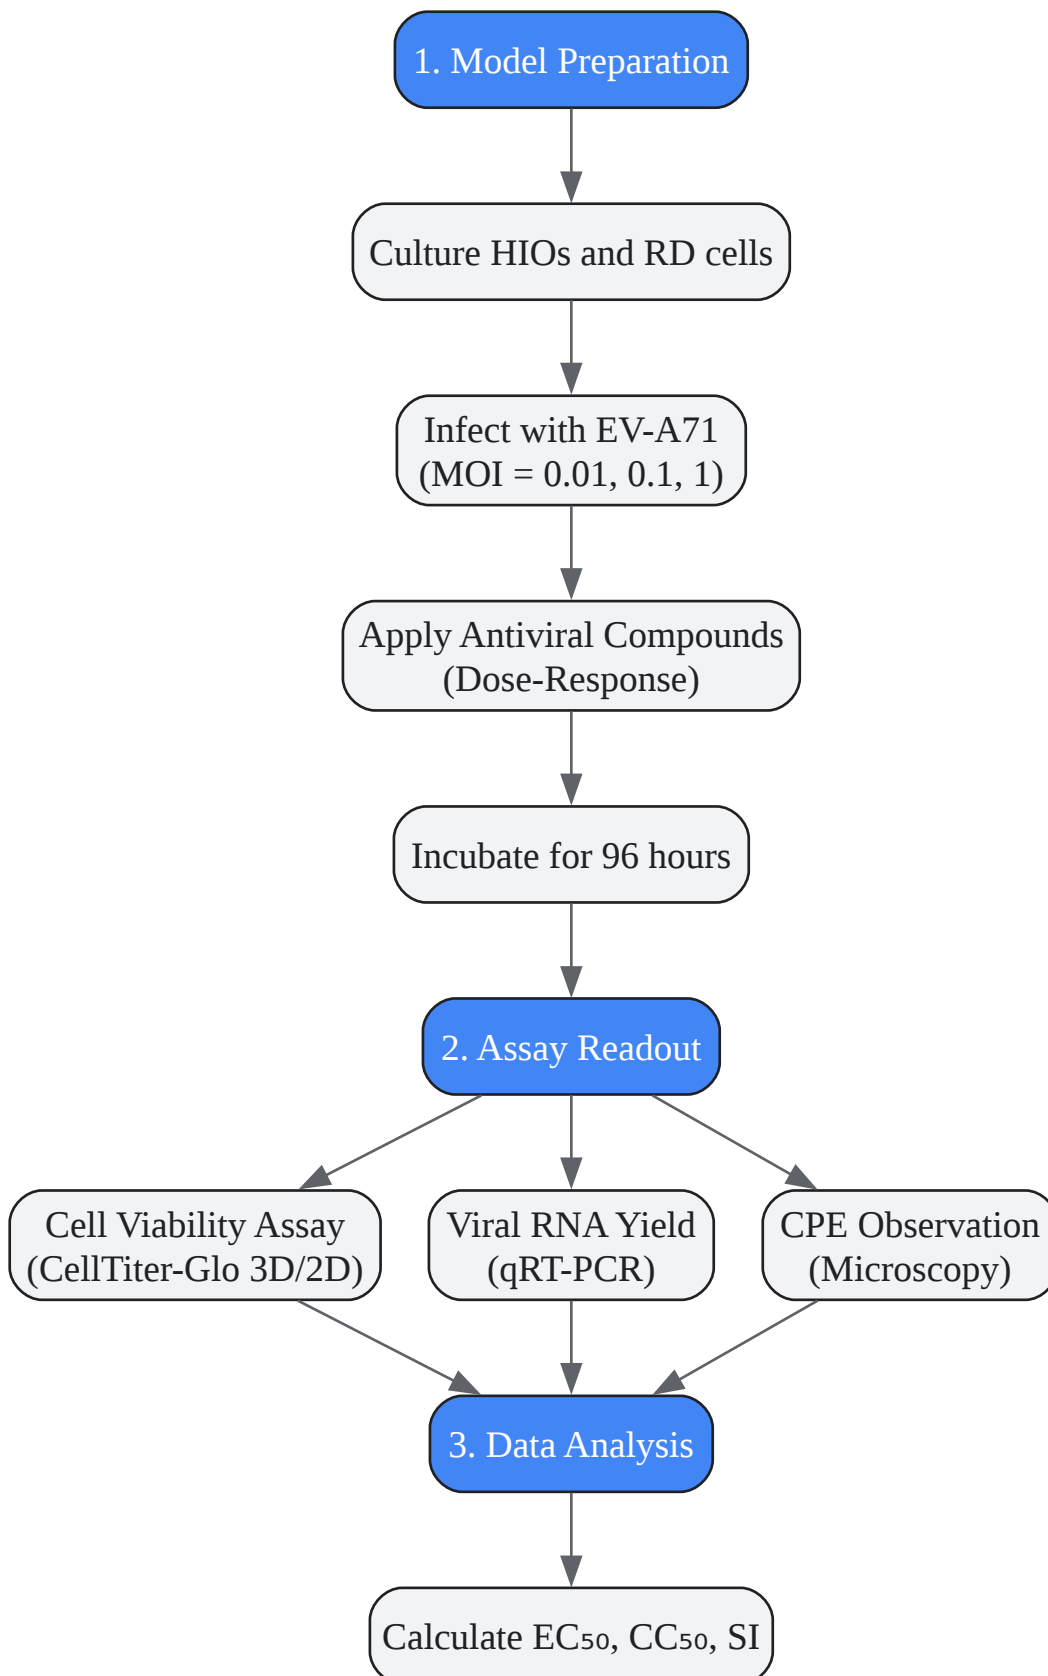 1. Model Preparation
Culture HIOs and RD cells
Infect with EV-A71
(MOI = 0.01, 0.1, 1)
Apply Antiviral Compounds
(Dose-Response)
Incubate for 96 hours
2. Assay Readout
Cell Viability Assay
(CellTiter-Glo 3D/2D)
Viral RNA Yield
(qRT-PCR)
CPE Observation
(Microscopy)
3. Data Analysis
Calculate EC₅₀, CC₅₀, SI